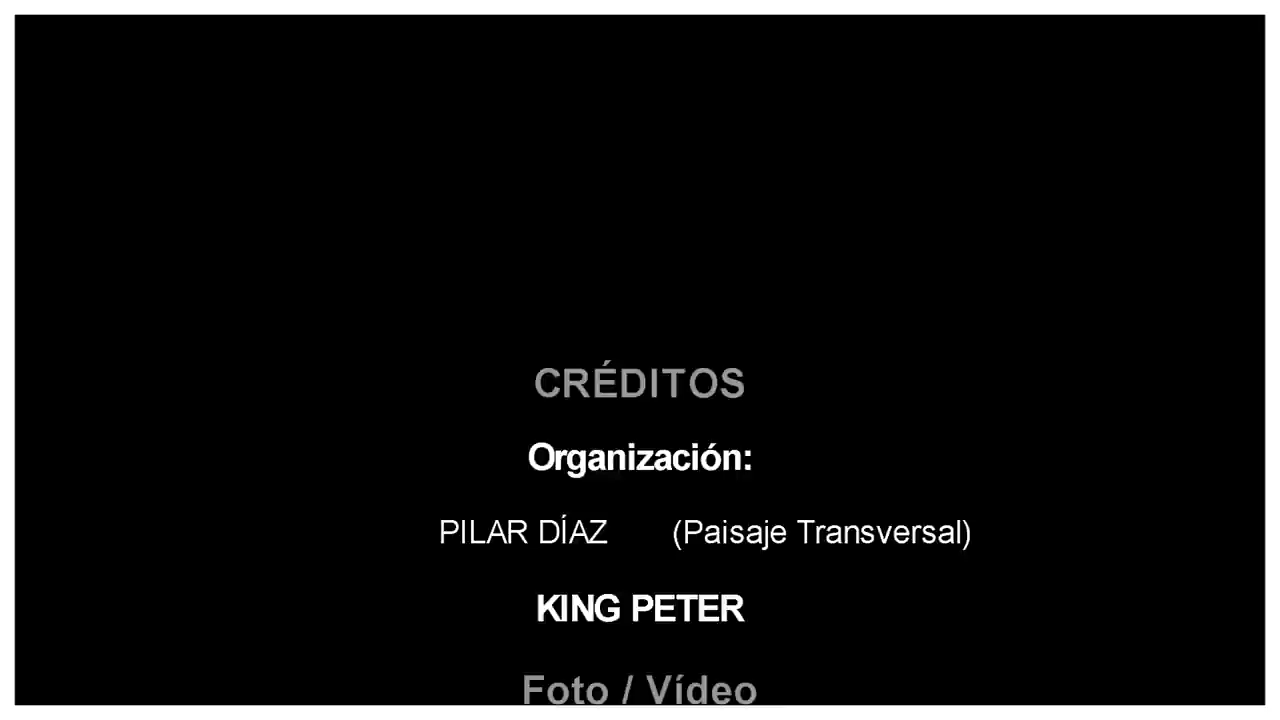 CRÉDITOS
Organización:
PILAR DÍAZ (Paisaje Transversal)
KING PETER
Foto / Vídeo